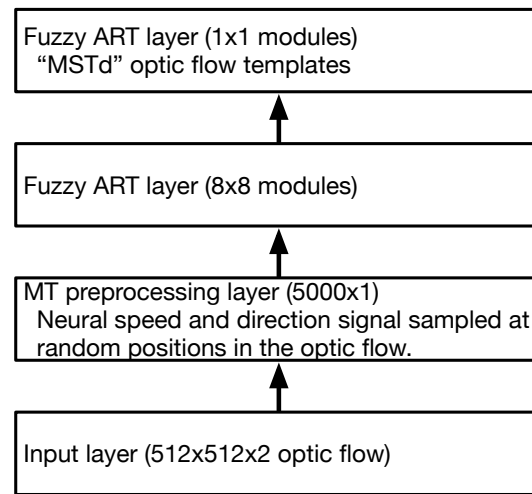 Fuzzy ART layer (1x1 modules)
“MSTd” optic flow templates
Fuzzy ART layer (8x8 modules)
MT preprocessing layer (5000x1)
Neural speed and direction signal sampled at
random positions in the optic flow.
Input layer (512x512x2 optic flow)